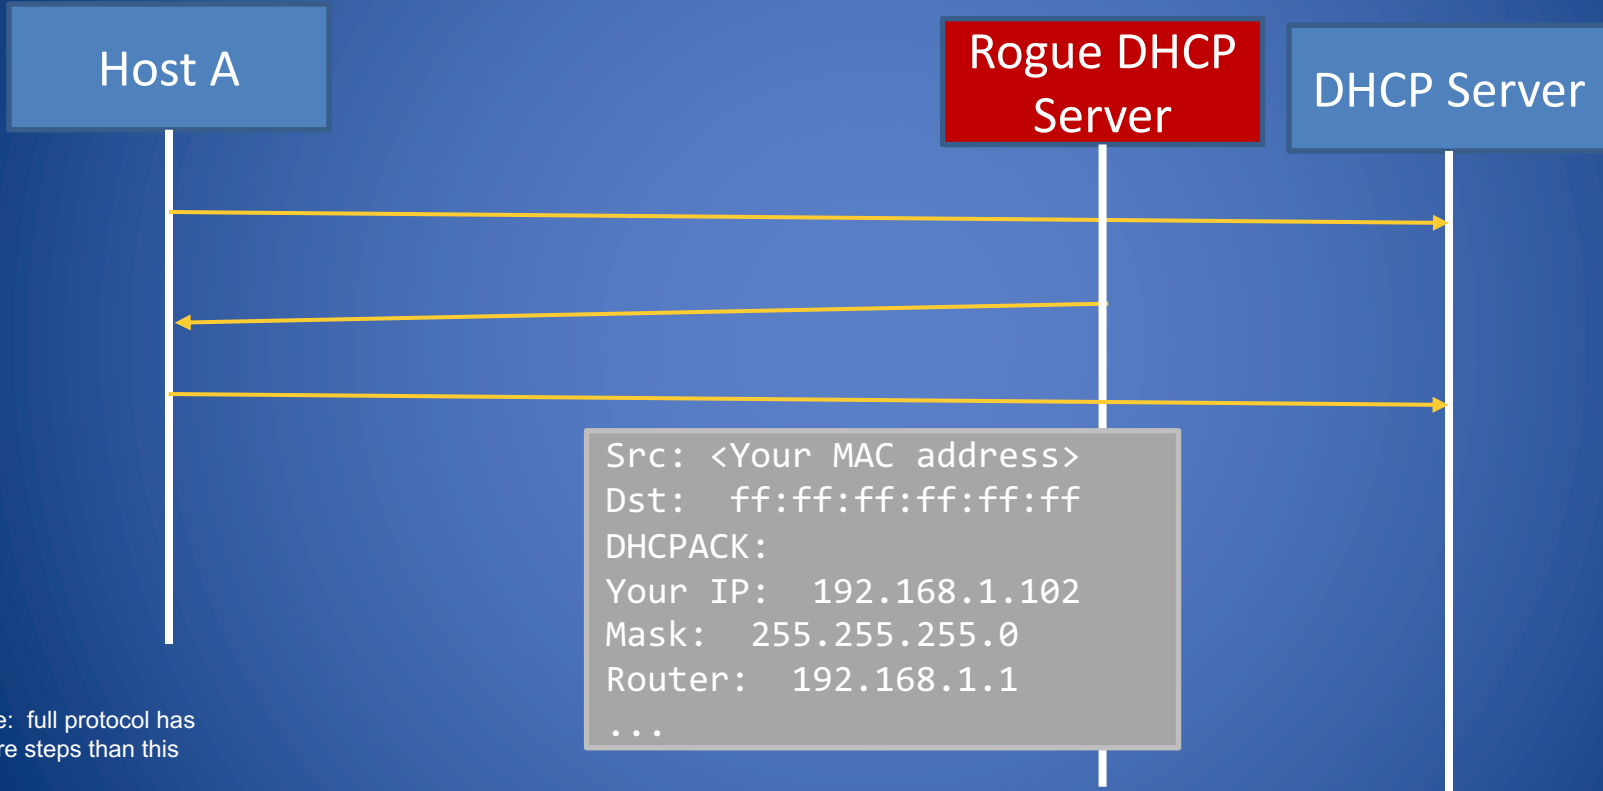 Host A
Rogue DHCP
Server
DHCP Server
Src: <Your MAC address>
Dst: ff:ff:ff:ff:ff:ff
DHCPACK:
Your IP: 192.168.1.102
Mask: 255.255.255.0
Router: 192.168.1.1
...
full protocol has
steps than this